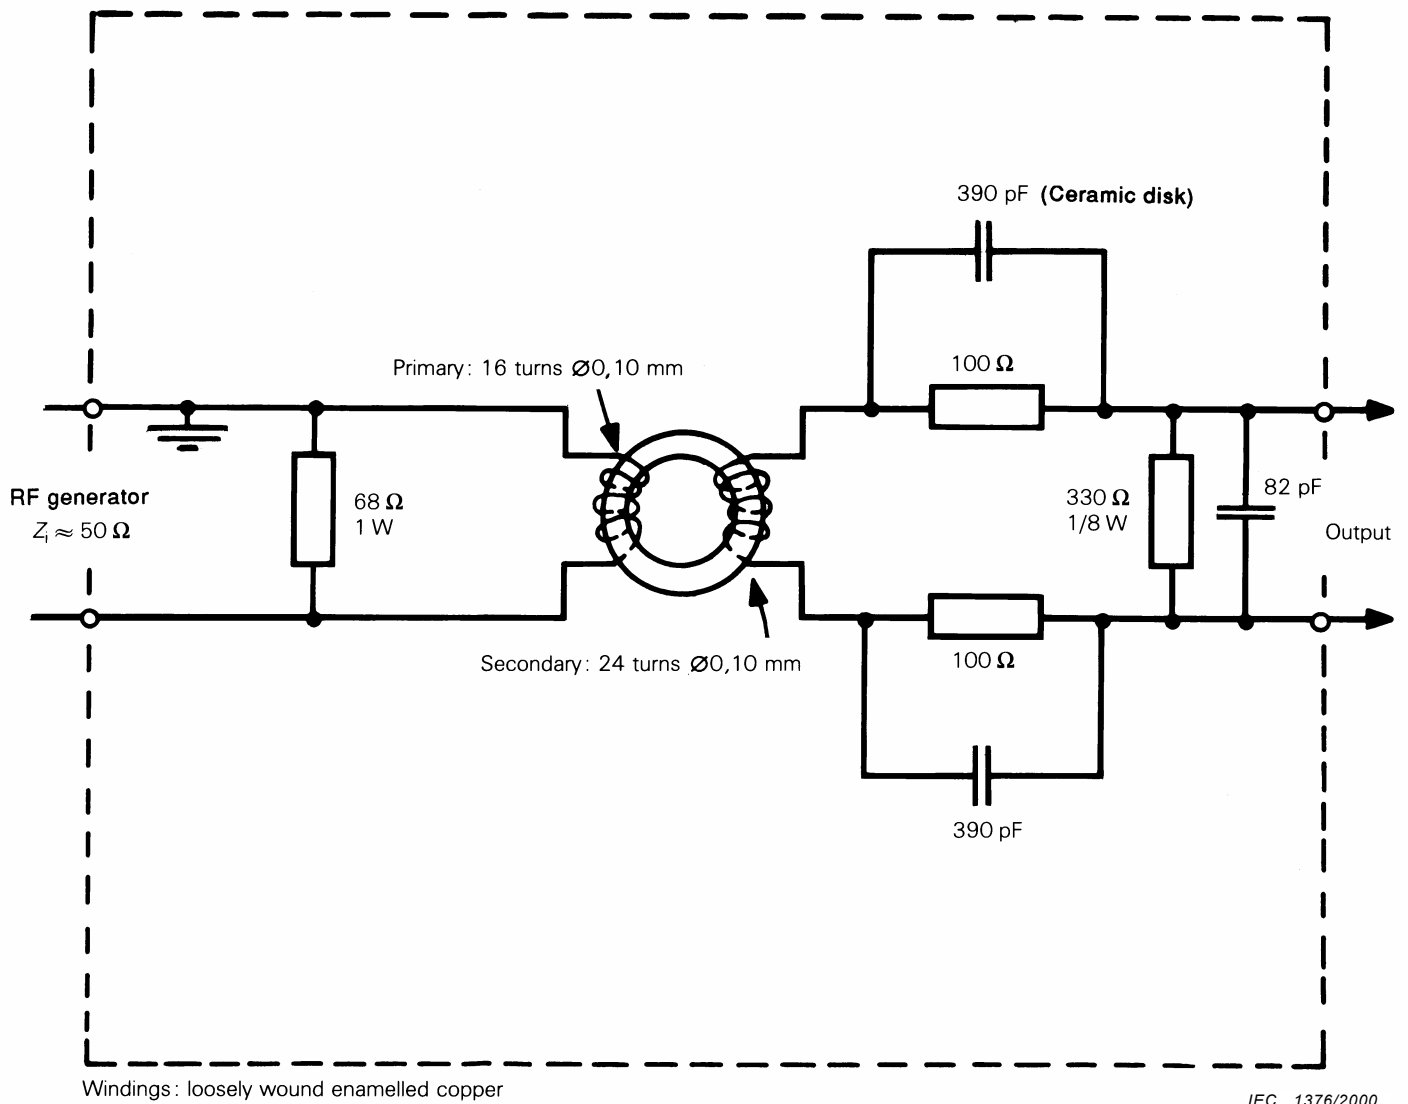 390 pF (Ceramic disk)
Primary: 16 turns Ø0,10 mm
100 Ω
RF generator
Zi ≈ 50 Ω
68 Ω
1 W
330 Ω
1/8 W
82 pF
Output
Secondary: 24 turns Ø0,10 mm
100 Ω
390 pF
Windings: loosely wound enamelled copper
IEC 1376/2000